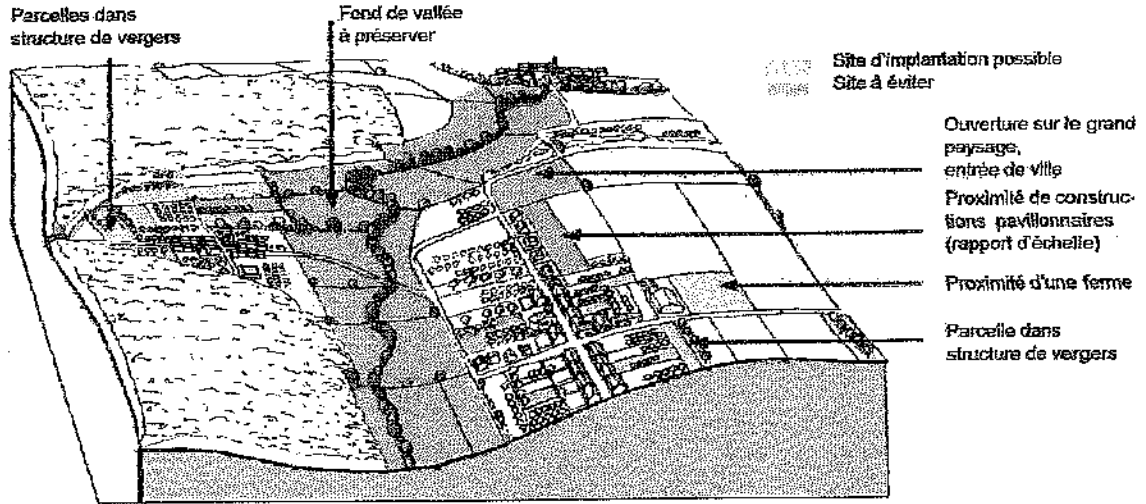 Parcelles dans
structure de vergers
Fond de vallée
à préserver
Site d'implantation possible
Site à éviter
Ouverture sur le grand
paysage,
entrée de ville
Proximité de construc-
tions pavillonnaires
(rapport d'échelle)
Proximité d'une ferme
Parcelle dans
structure de vergers